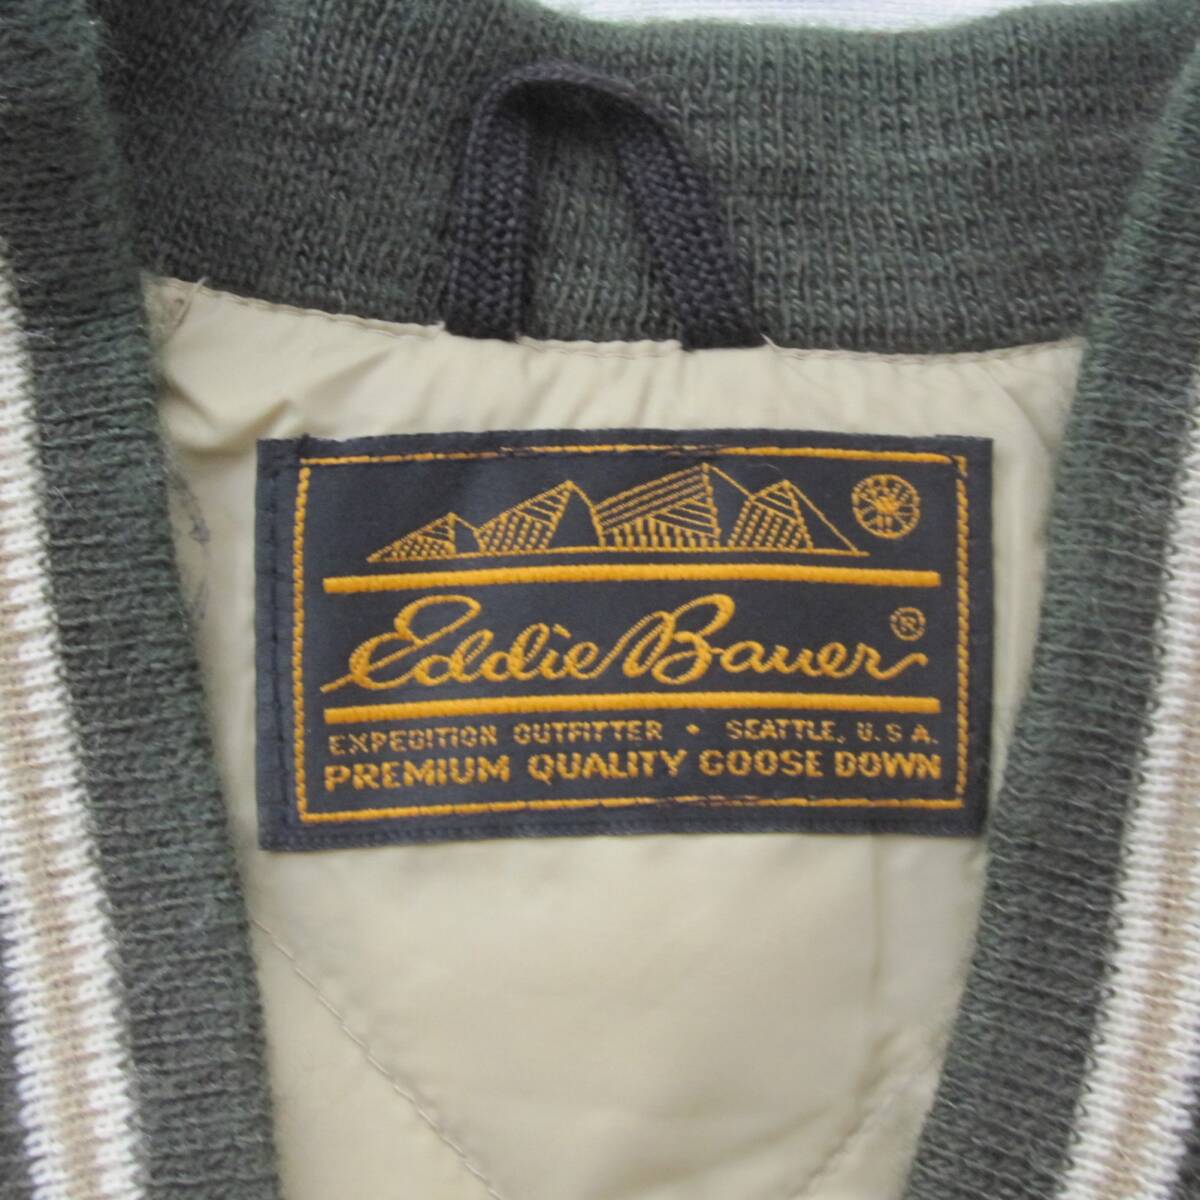 Eddie Bauer ®
EXPEDITION OUTFITTER • SEATTLE, U.S.A.
PREMIUM QUALITY GOOSE DOWN